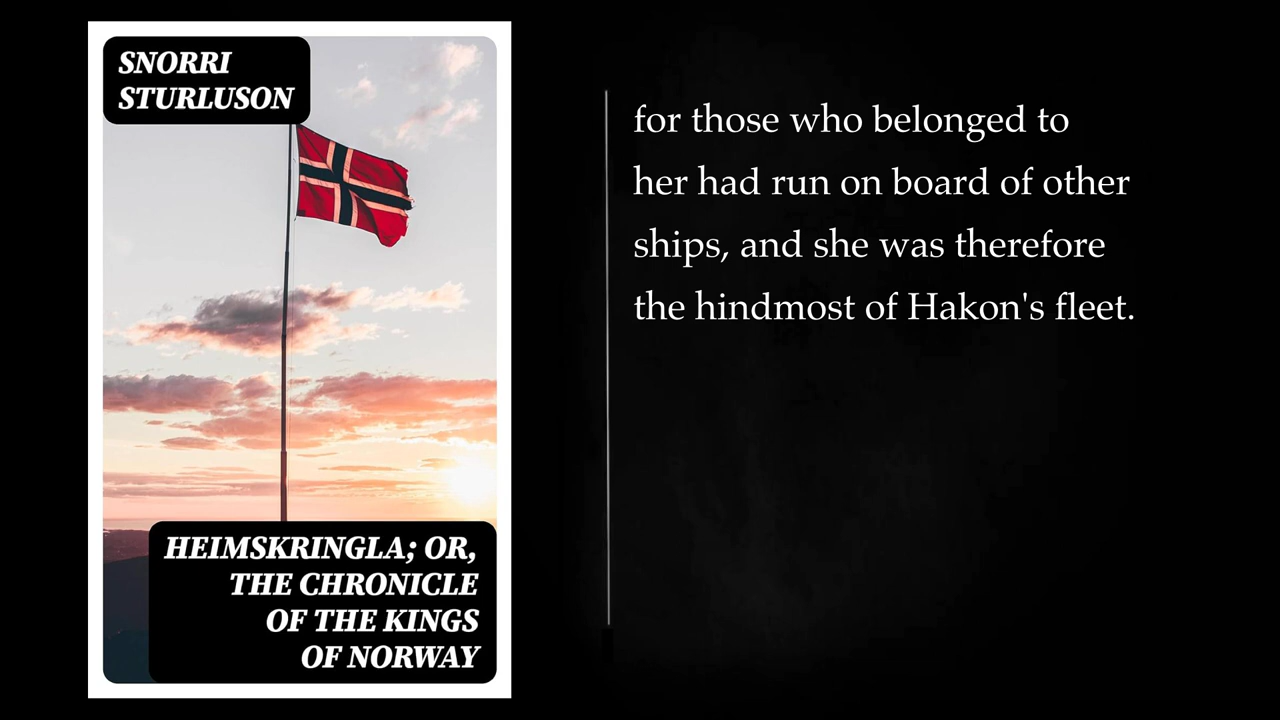 SNORRI
STURLUSON
HEIMSKRINGLA; OR,
THE CHRONICLE
OF THE KINGS
OF NORWAY
for those who belonged to
her had run on board of other
ships, and she was therefore
the hindmost of Hakon's fleet.